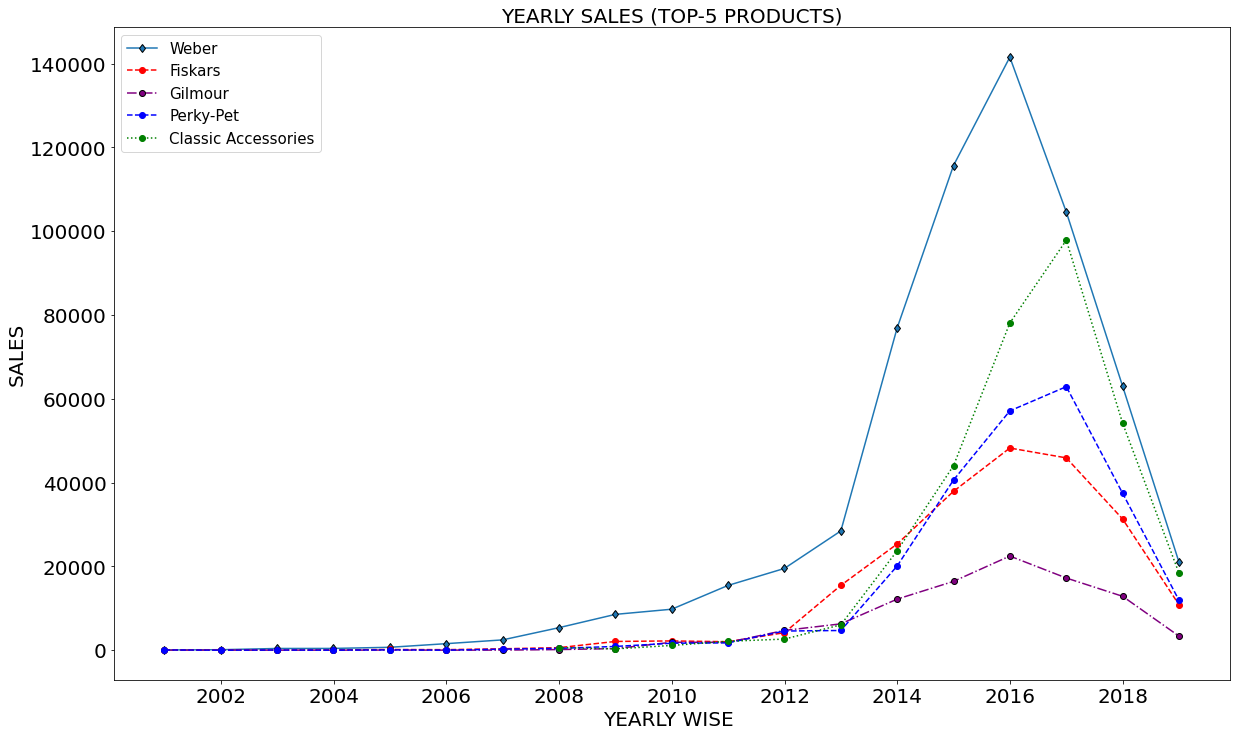 YEARLY SALES (TOP-5 PRODUCTS)
Weber
Fiskars
Gilmour
Perky-Pet
Classic Accessories
140000
120000
100000
80000
60000
40000
20000
0
SALES
2002 2004 2006 2008 2010 2012 2014 2016 2018
YEARLY WISE